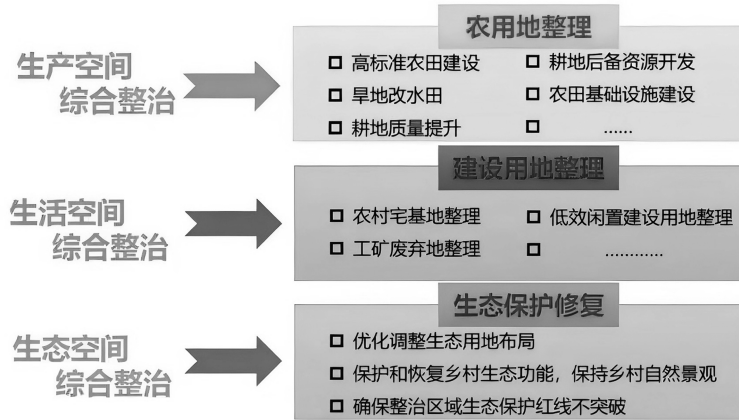 农用地整理
生产空间
综合整治
□ 高标准农田建设
□ 耕地后备资源开发
□ 旱地改水田
□ 农田基础设施建设
□ 耕地质量提升
□ ......
建设用地整理
生活空间
综合整治
□ 农村宅基地整理
□ 低效闲置建设用地整理
□ 工矿废弃地整理
□ ............
生态保护修复
生态空间
综合整治
□ 优化调整生态用地布局
□ 保护和恢复乡村生态功能，保持乡村自然景观
□ 确保整治区域生态保护红线不突破